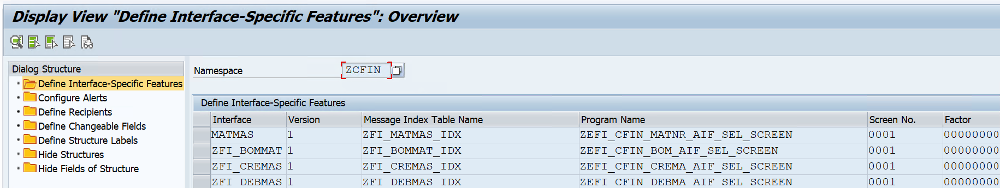 Display View "Define Interface-Specific Features": Overview
Dialog Structure
Define Interface-Specific Features
Configure Alerts
Define Recipients
Define Changeable Fields
Define Structure Labels
Hide Structures
Hide Fields of Structure
Namespace ZCFIN
Define Interface-Specific Features
Interface Version Message Index Table Name Program Name Screen No. Factor
MATMAS 1 ZFI_MATMAS_IDX ZEFI_CFIN_MATNR_AIF_SEL_SCREEN 0001 00000000
ZFI_BOMMAT 1 ZFI_BOMMAT_IDX ZEFI_CFIN_BOM_AIF_SEL_SCREEN 0001 00000000
ZFI_CREMAS 1 ZFI_CREMAS_IDX ZEFI_CFIN_CREMA_AIF_SEL_SCREEN 0001 00000000
ZFI_DEBMAS 1 ZFI_DEBMAS_IDX ZEFI_CFIN_DEBMA_AIF_SEL_SCREEN 0001 00000000